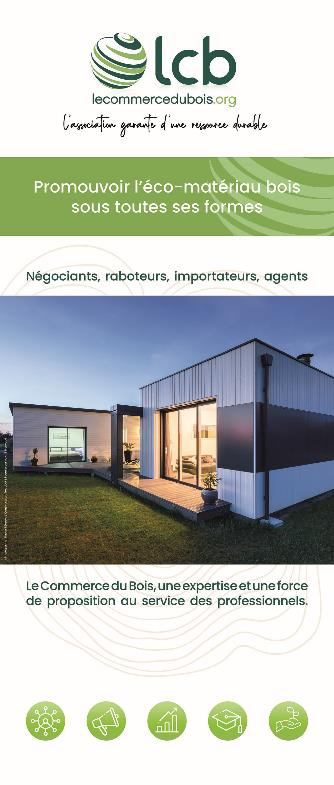 lcb
lecommercedubois.org
l'association garante d'une ressource durable
Promouvoir l'éco-matériau bois
sous toutes ses formes
Négociants, raboteurs, importateurs, agents
Le Commerce du Bois, une expertise et une force
de proposition au service des professionnels.